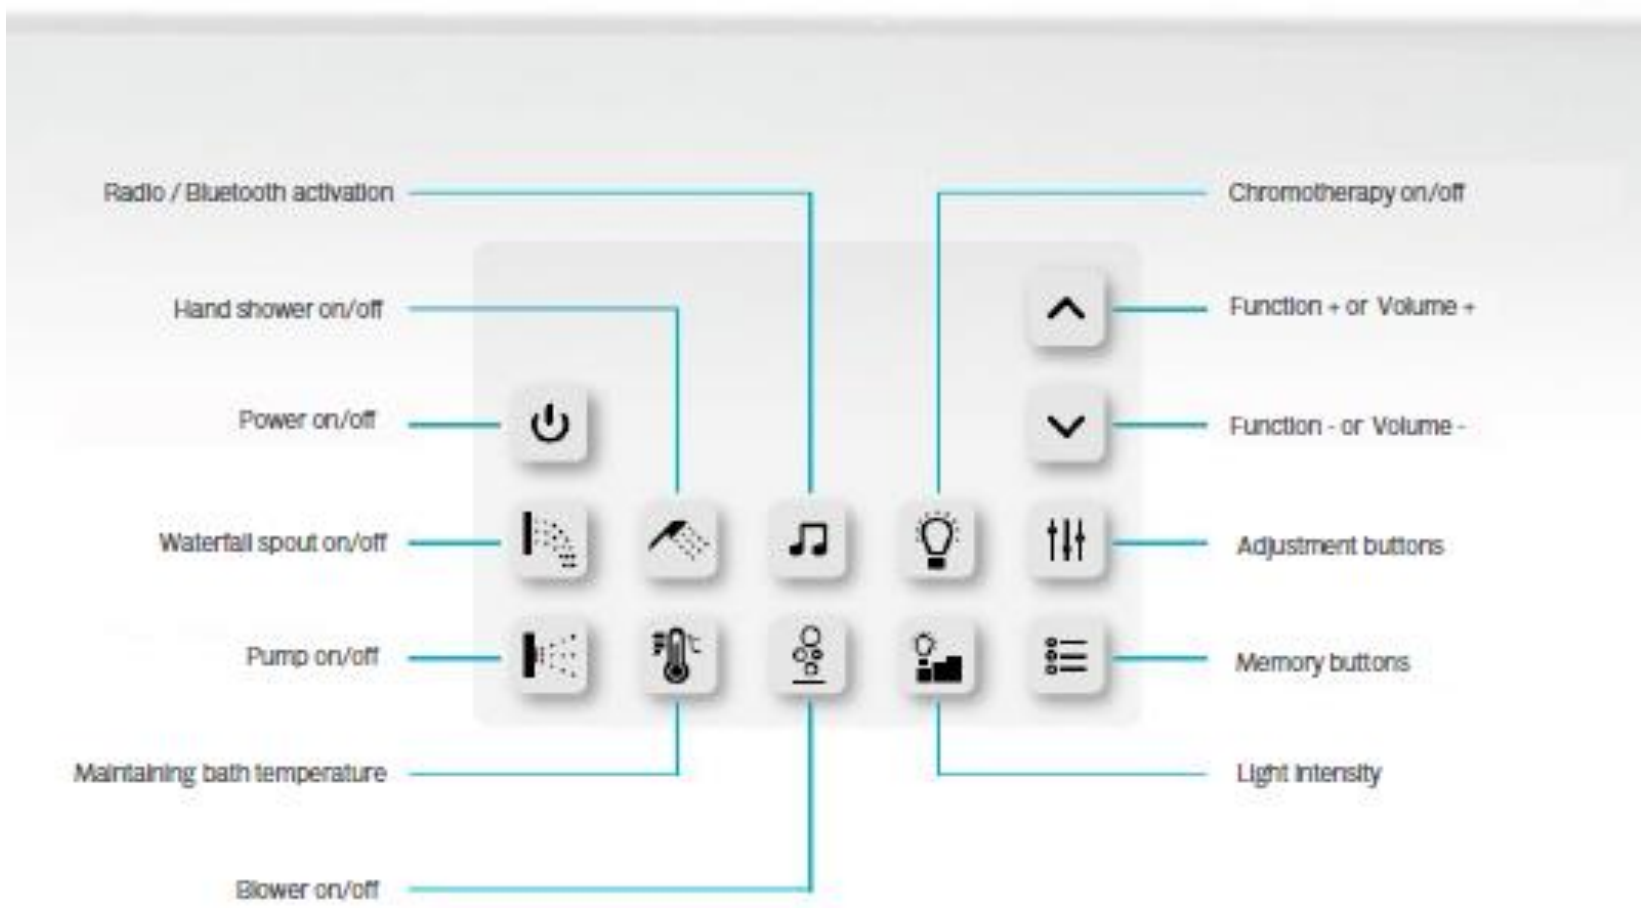 Radio / Bluetooth activation
Hand shower on/off
Power on/off
Waterfall spout on/off
Pump on/off
Maintaining bath temperature
Blower on/off
Chromotherapy on/off
Function + or Volume +
Function - or Volume -
Adjustment buttons
Memory buttons
Light intensity
°C